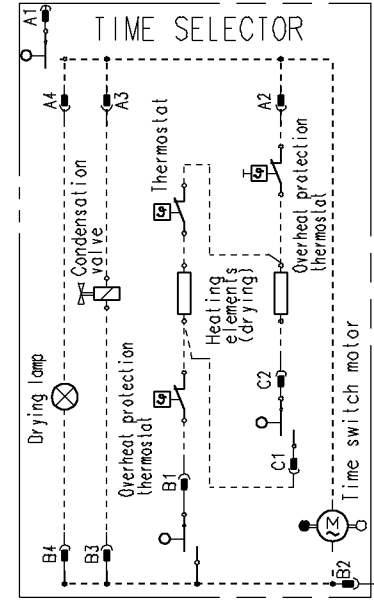 TIME SELECTOR
A1
A4
A3
A2
Thermostat
Overheat protection
thermostat
Condensation
valve
Heating
elements
(drying)
Drying lamp
Overheat protection
thermostat
C2
C1
B1
Time switch motor
M
~
B4
B3
B2